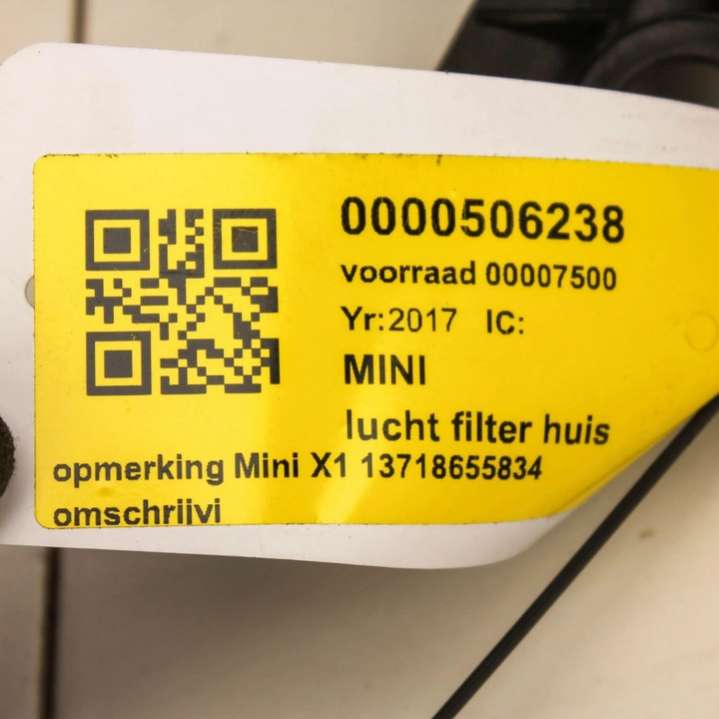 0000506238
voorraad 00007500
Yr:2017 IC:
MINI
lucht filter huis
opmerking Mini X1 13718655834
omschrijvi